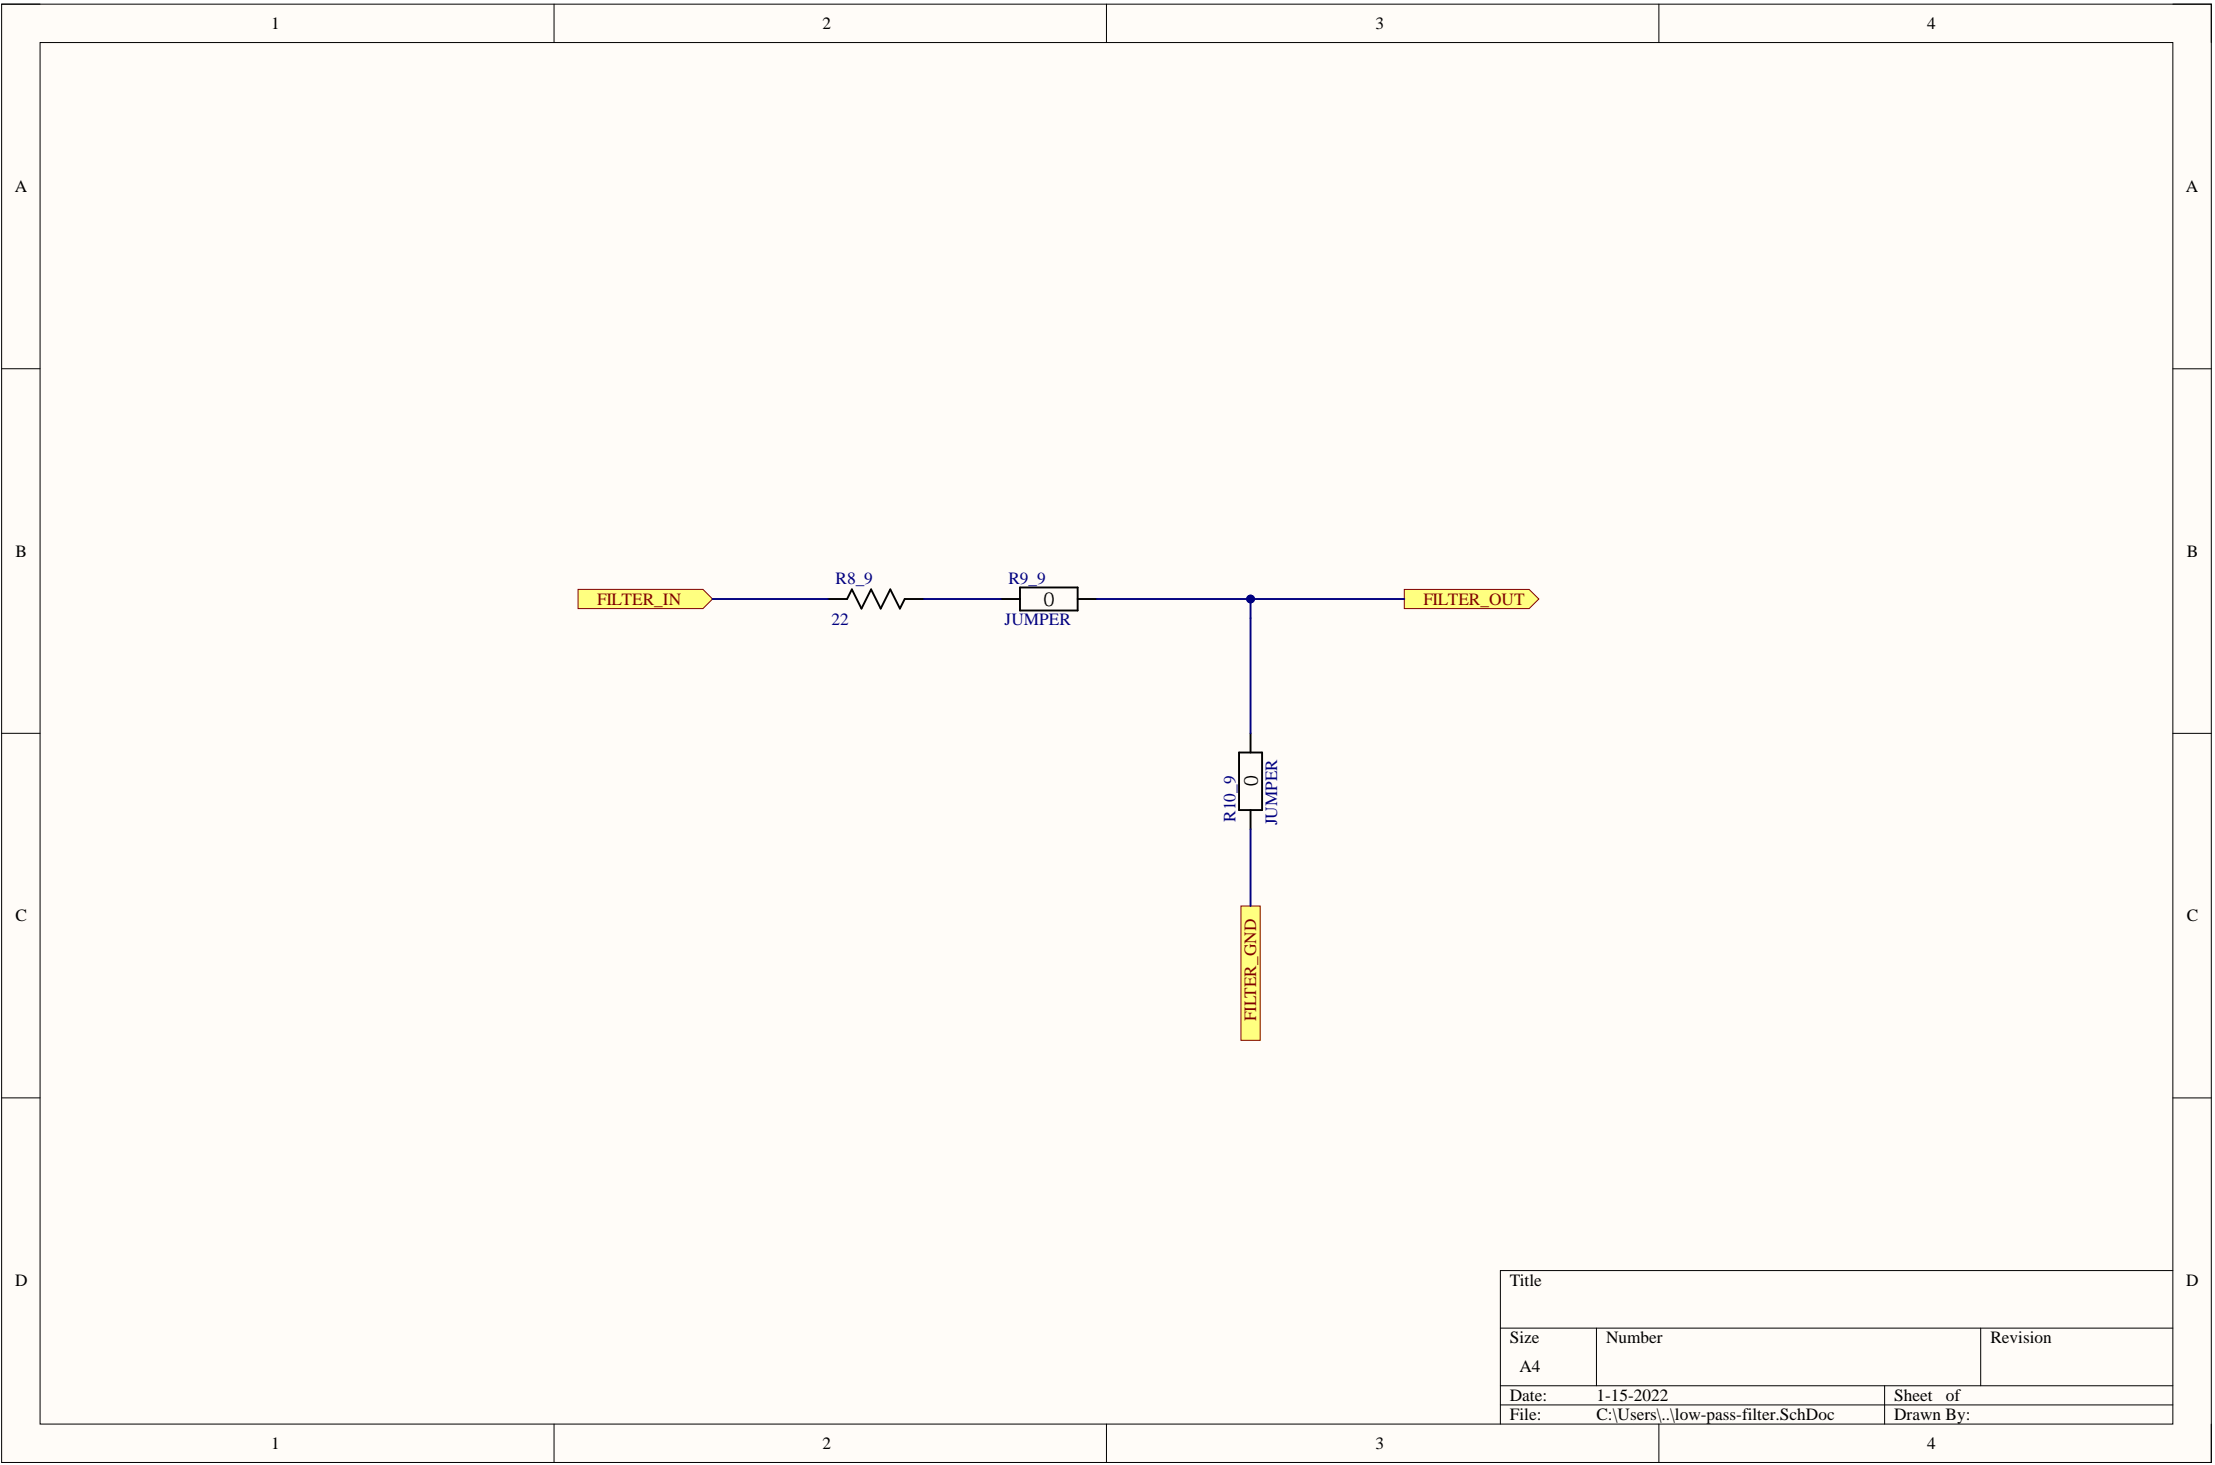 1 2 3 4
A A
B B
R8_9 R9_9
FILTER_IN 0 FILTER_OUT
22 JUMPER
R10_9 0 JUMPER
C C
FILTER_GND
D D
Title
Size Number Revision
A4
Date: 1-15-2022 Sheet of
File: C:\Users\..\low-pass-filter.SchDoc Drawn By:
1 2 3 4